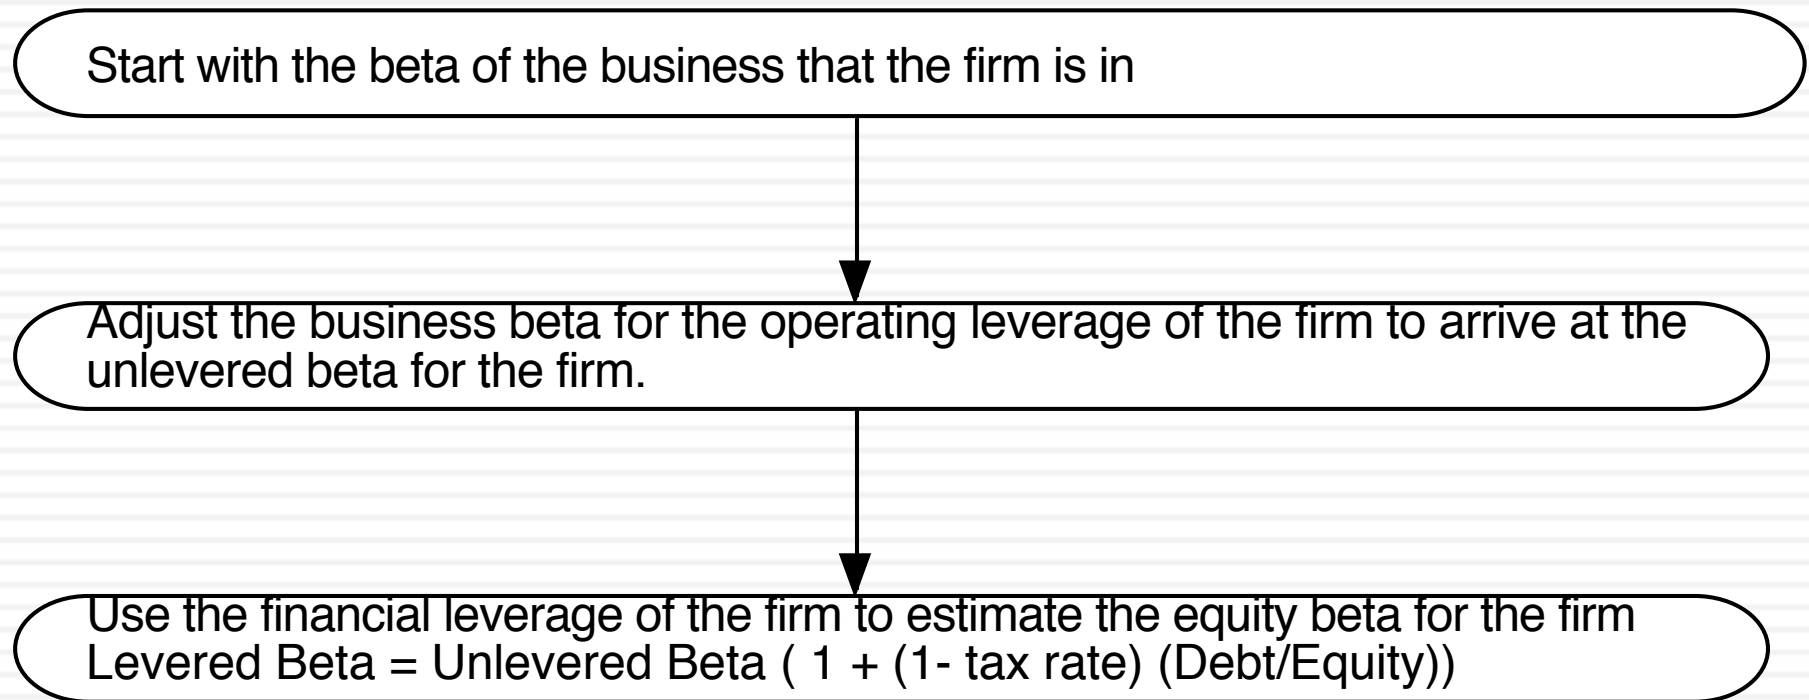 Start with the beta of the business that the firm is in
Adjust the business beta for the operating leverage of the firm to arrive at the
unlevered beta for the firm.
Use the financial leverage of the firm to estimate the equity beta for the firm
Levered Beta = Unlevered Beta ( 1 + (1- tax rate) (Debt/Equity))